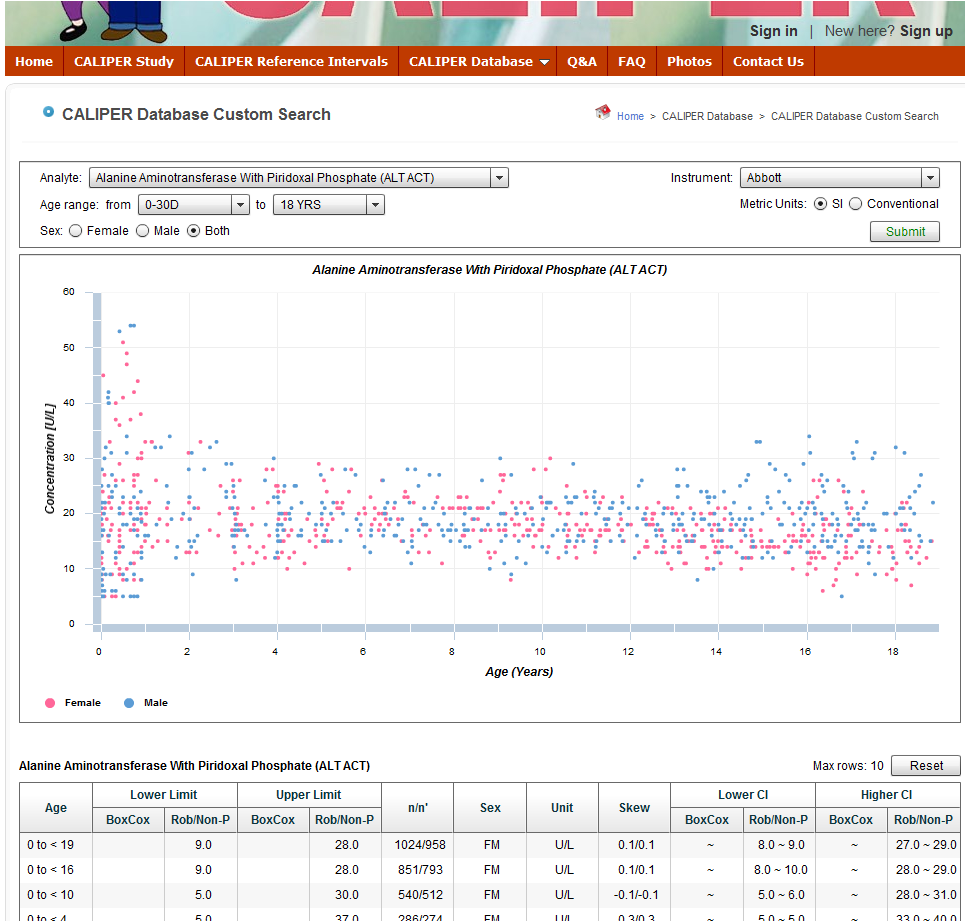 CALIPER
Sign in | New here? Sign up
Home CALIPER Study CALIPER Reference Intervals CALIPER Database Q&A FAQ Photos Contact Us
CALIPER Database Custom Search
Home > CALIPER Database > CALIPER Database Custom Search
Analyte: Alanine Aminotransferase With Piridoxal Phosphate (ALT ACT) Instrument: Abbott
Age range: from 0-30D to 18 YRS Metric Units: SI Conventional
Sex: Female Male Both Submit
Alanine Aminotransferase With Piridoxal Phosphate (ALT ACT)
60
50
40
30
20
10
0
Concentration [U/L]
0 2 4 6 8 10 12 14 16 18
Age (Years)
Female Male
Alanine Aminotransferase With Piridoxal Phosphate (ALT ACT) Max rows: 10 Reset
Age Lower Limit Upper Limit n/n' Sex Unit Skew Lower CI Higher CI
BoxCox Rob/Non-P BoxCox Rob/Non-P BoxCox Rob/Non-P BoxCox Rob/Non-P
0 to < 19 9.0 28.0 1024/958 FM U/L 0.1/0.1 ~ 8.0 ~ 9.0 ~ 27.0 ~ 29.0
0 to < 16 9.0 28.0 851/793 FM U/L 0.1/0.1 ~ 8.0 ~ 10.0 ~ 28.0 ~ 29.0
0 to < 10 5.0 30.0 540/512 FM U/L -0.1/-0.1 ~ 5.0 ~ 6.0 ~ 28.0 ~ 31.0
0 to < 4 5.0 37.0 286/274 FM U/L 0.3/0.3 ~ 5.0 ~ 5.0 ~ 33.0 ~ 40.0